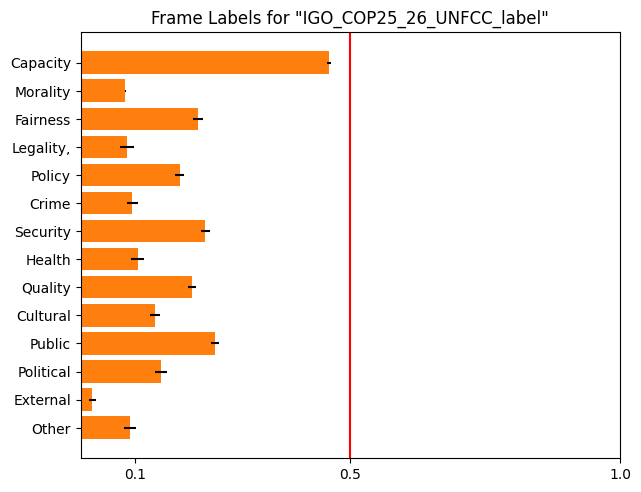 Frame Labels for "IGO_COP25_26_UNFCC_label"
Capacity
Morality
Fairness
Legality,
Policy
Crime
Security
Health
Quality
Cultural
Public
Political
External
Other
0.1 0.5 1.0